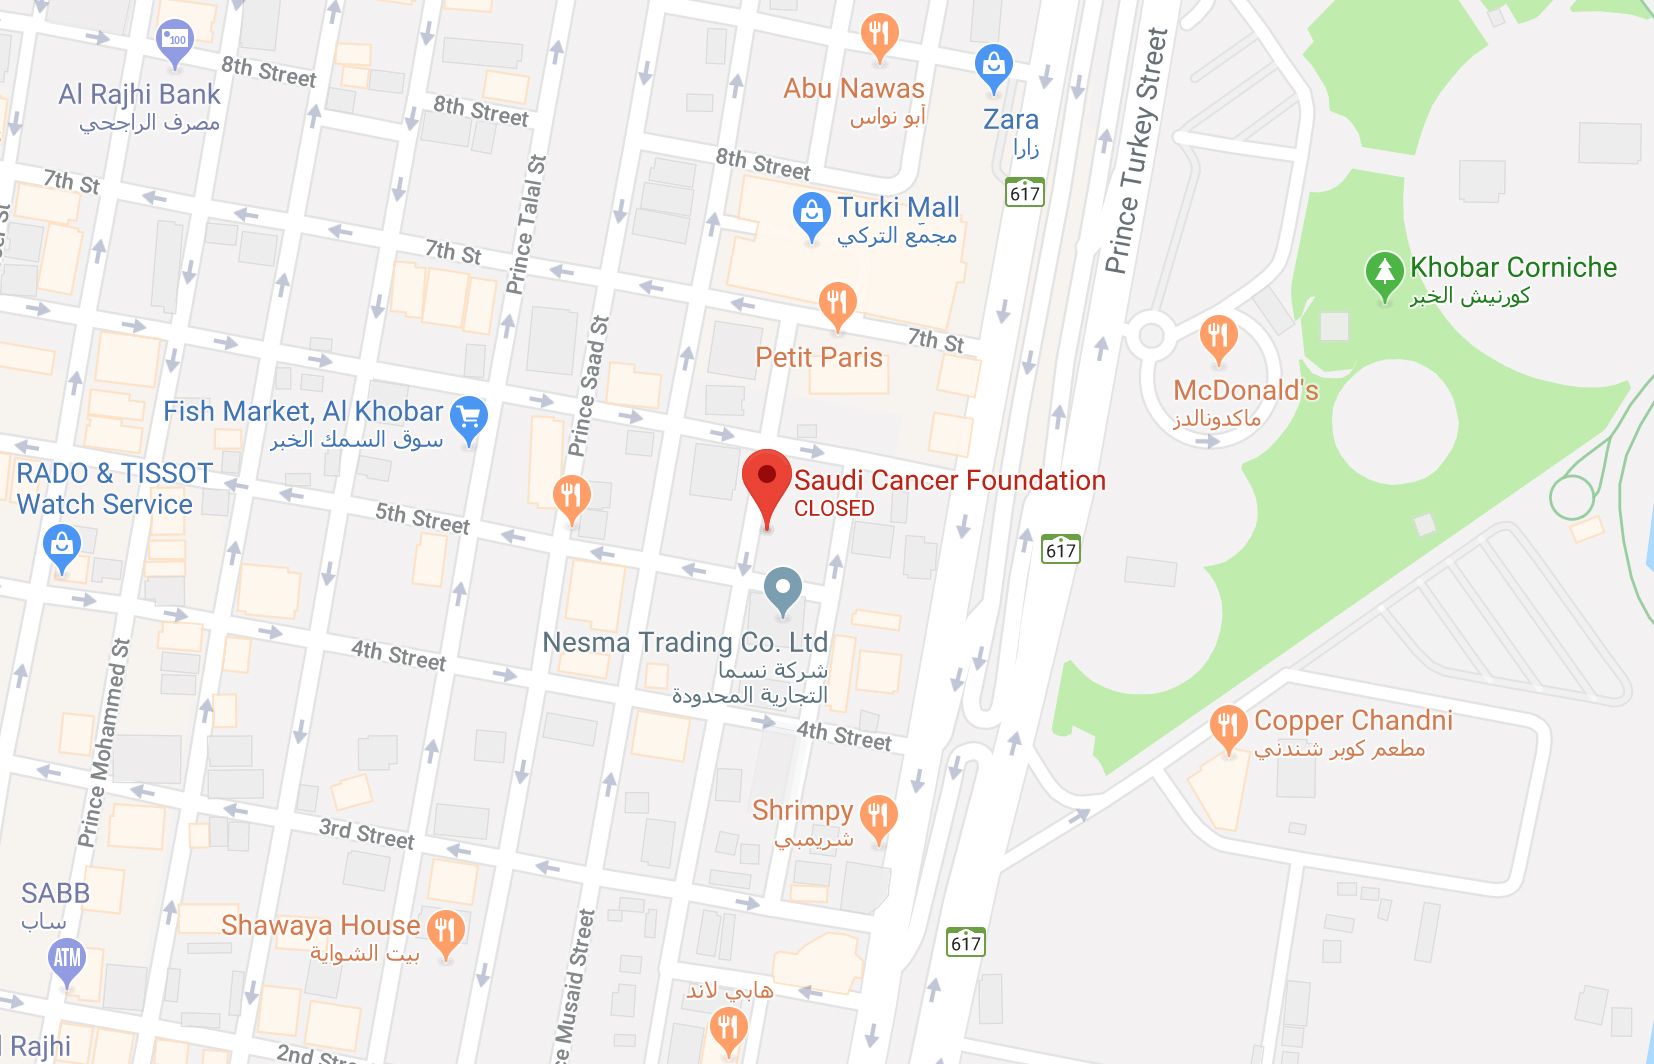 100
Al Rajhi Bank
مصرف الراجحي
8th Street
8th Street
Abu Nawas
أبو نواس
Zara
زارا
8th Street
617
Prince Turkey Street
7th St
Prince Talal St
7th St
Turki Mall
مجمّع التركي
Khobar Corniche
كورنيش الخبر
7th St
Petit Paris
Prince Saad St
McDonald's
ماكدونالدز
Fish Market, Al Khobar
سوق السمك الخبر
RADO & TISSOT
Watch Service
5th Street
Saudi Cancer Foundation
CLOSED
617
Nesma Trading Co. Ltd
شركة نسما
التجارية المحدودة
4th Street
Prince Mohammed St
4th Street
Copper Chandni
مطعم كوبر شندني
Shrimpy
شريمبي
3rd Street
SABB
ساب
ATM
Shawaya House
بيت الشواية
617
Musaid Street
هابي لاند
Rajhi
2nd